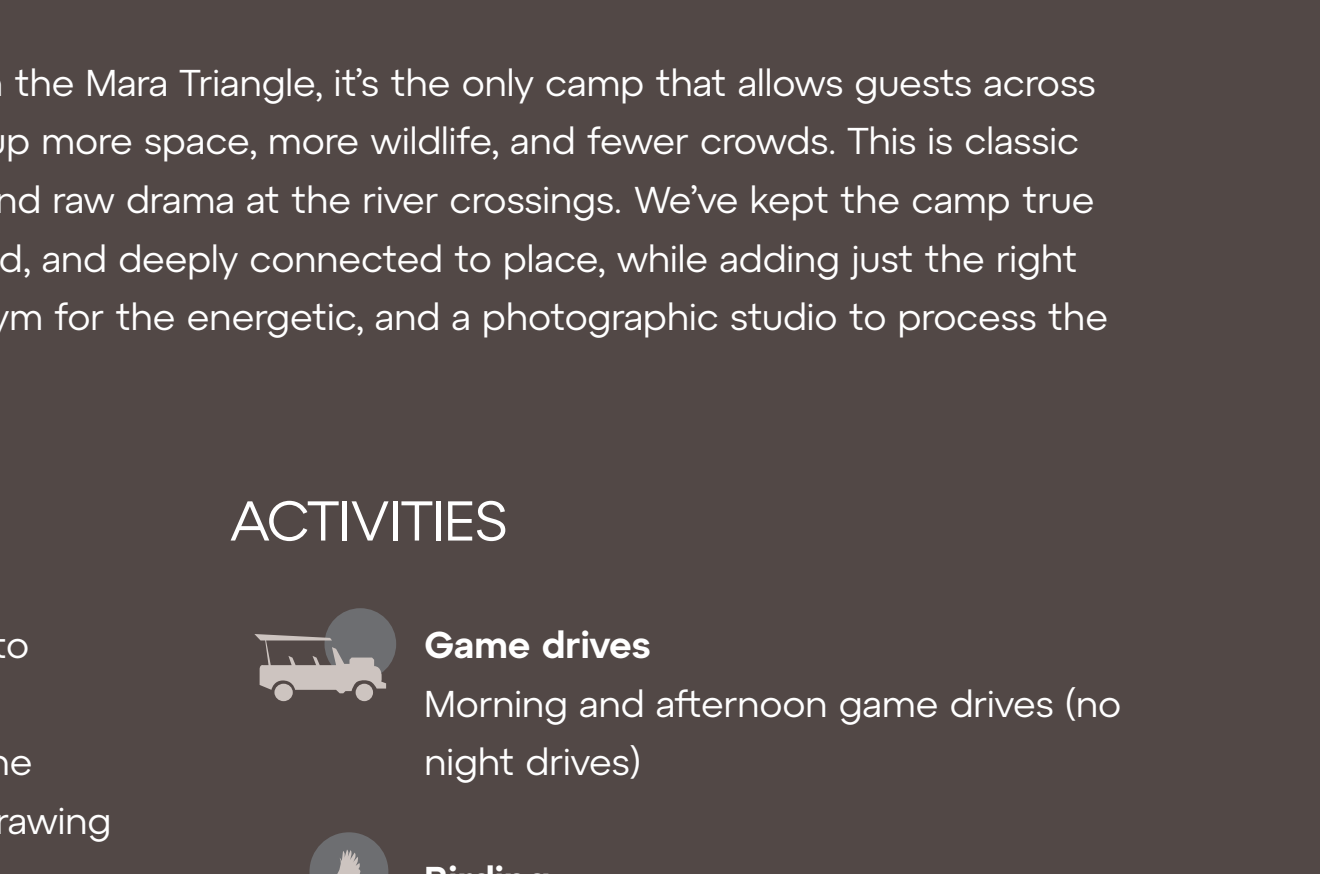 the Mara Triangle, it’s the only camp that allows guests across
up more space, more wildlife, and fewer crowds. This is classic
nd raw drama at the river crossings. We’ve kept the camp true
d, and deeply connected to place, while adding just the right
ym for the energetic, and a photographic studio to process the
ACTIVITIES
to
Game drives
Morning and afternoon game drives (no
ne
night drives)
rawing
Birding